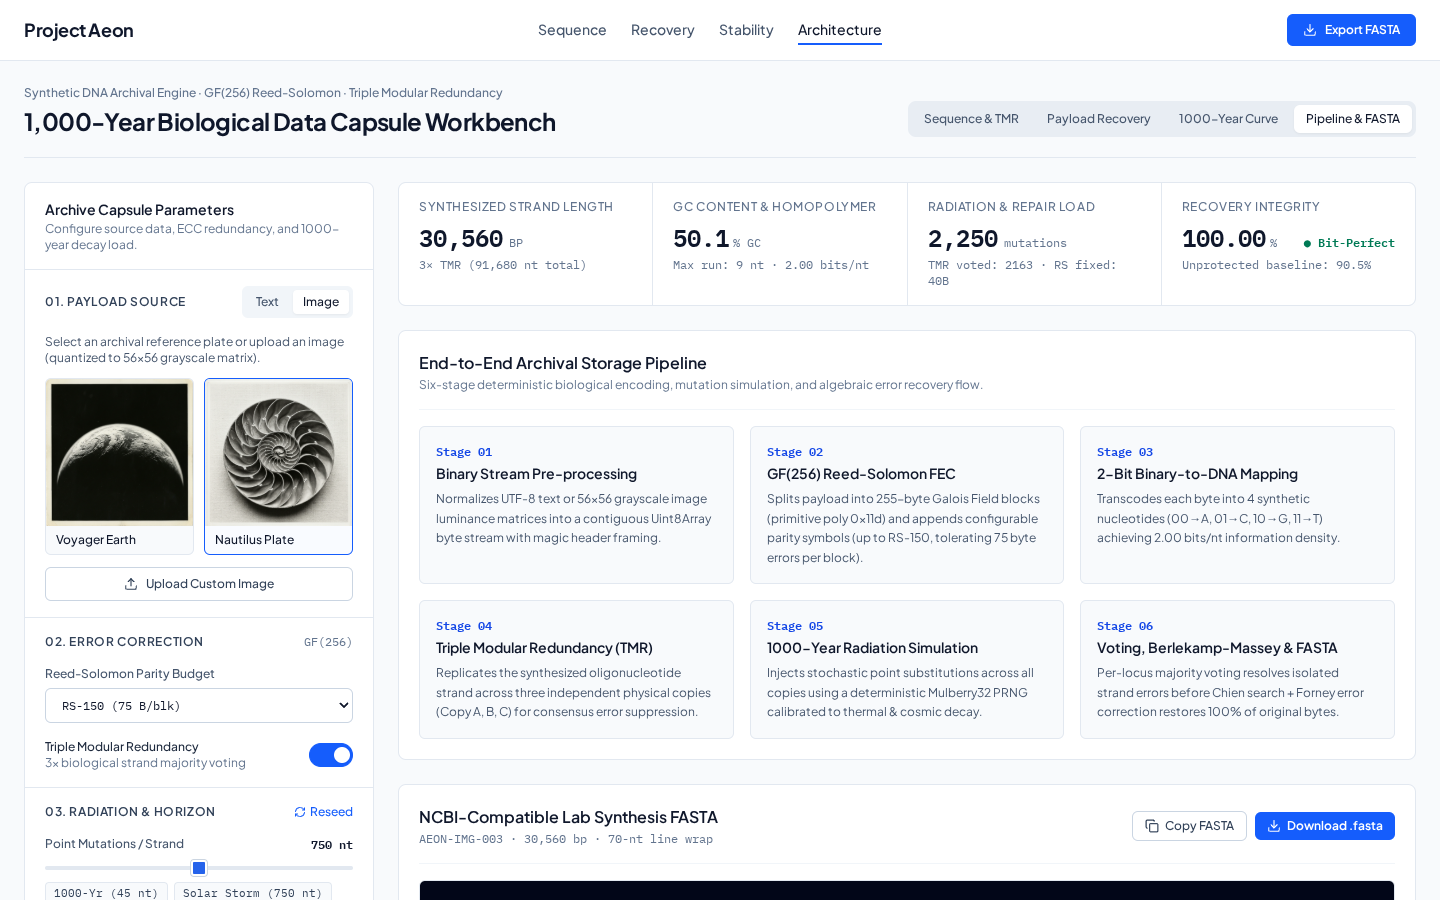 Project Aeon
Sequence
Recovery
Stability
Architecture
Export FASTA
Synthetic DNA Archival Engine · GF(256) Reed-Solomon · Triple Modular Redundancy
1,000-Year Biological Data Capsule Workbench
Sequence & TMR
Payload Recovery
1000-Year Curve
Pipeline & FASTA
Archive Capsule Parameters
Configure source data, ECC redundancy, and 1000-
year decay load.
01. PAYLOAD SOURCE
Text
Image
Select an archival reference plate or upload an image
(quantized to 56×56 grayscale matrix).
Voyager Earth
Nautilus Plate
Upload Custom Image
02. ERROR CORRECTION
GF(256)
Reed-Solomon Parity Budget
RS-150 (75 B/blk)
Triple Modular Redundancy
3× biological strand majority voting
03. RADIATION & HORIZON
Reseed
Point Mutations / Strand
750 nt
1000-Yr (45 nt)
Solar Storm (750 nt)
SYNTHESIZED STRAND LENGTH
30,560 BP
3× TMR (91,680 nt total)
GC CONTENT & HOMOPOLYMER
50.1 % GC
Max run: 9 nt · 2.00 bits/nt
RADIATION & REPAIR LOAD
2,250 mutations
TMR voted: 2163 · RS fixed:
40B
RECOVERY INTEGRITY
100.00 %
● Bit-Perfect
Unprotected baseline: 90.5%
End-to-End Archival Storage Pipeline
Six-stage deterministic biological encoding, mutation simulation, and algebraic error recovery flow.
Stage 01
Binary Stream Pre-processing
Normalizes UTF-8 text or 56×56 grayscale image
luminance matrices into a contiguous Uint8Array
byte stream with magic header framing.
Stage 02
GF(256) Reed-Solomon FEC
Splits payload into 255-byte Galois Field blocks
(primitive poly 0×11d) and appends configurable
parity symbols (up to RS-150, tolerating 75 byte
errors per block).
Stage 03
2-Bit Binary-to-DNA Mapping
Transcodes each byte into 4 synthetic
nucleotides (00→A, 01→C, 10→G, 11→T)
achieving 2.00 bits/nt information density.
Stage 04
Triple Modular Redundancy (TMR)
Replicates the synthesized oligonucleotide
strand across three independent physical copies
(Copy A, B, C) for consensus error suppression.
Stage 05
1000-Year Radiation Simulation
Injects stochastic point substitutions across all
copies using a deterministic Mulberry32 PRNG
calibrated to thermal & cosmic decay.
Stage 06
Voting, Berlekamp-Massey & FASTA
Per-locus majority voting resolves isolated
strand errors before Chien search + Forney error
correction restores 100% of original bytes.
NCBI-Compatible Lab Synthesis FASTA
AEON-IMG-003 · 30,560 bp · 70-nt line wrap
Copy FASTA
Download .fasta